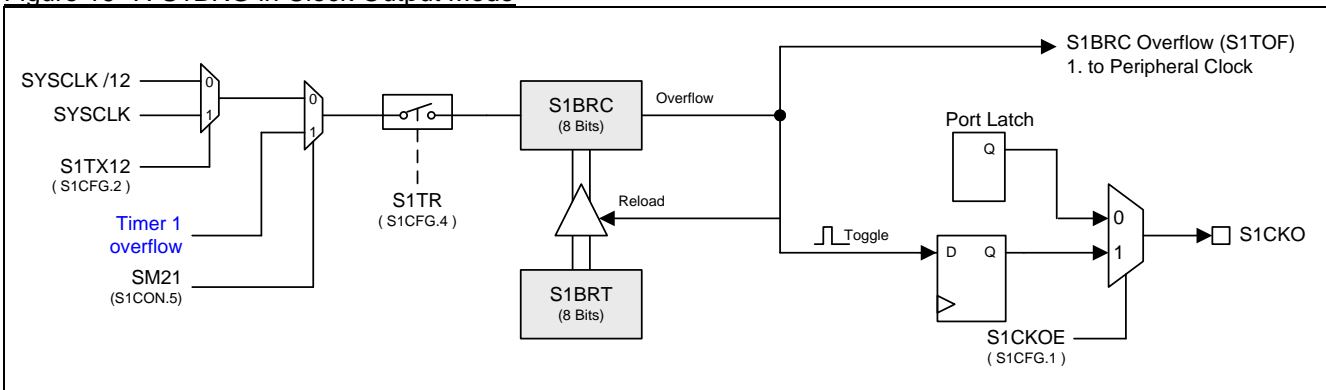 Figure S1BRG in Clock Output Mode
S1BRC Overflow (S1TOF)
1. to Peripheral Clock
SYSCLK /12
0
SYSCLK
1
0
1
S1BRC
(8 Bits)
Overflow
Port Latch
Q
S1TX12
( S1CFG.2 )
S1TR
( S1CFG.4 )
Reload
Timer 1
overflow
0
1
S1CKO
Toggle
D Q
SM21
(S1CON.5)
S1BRT
(8 Bits)
S1CKOE
( S1CFG.1 )